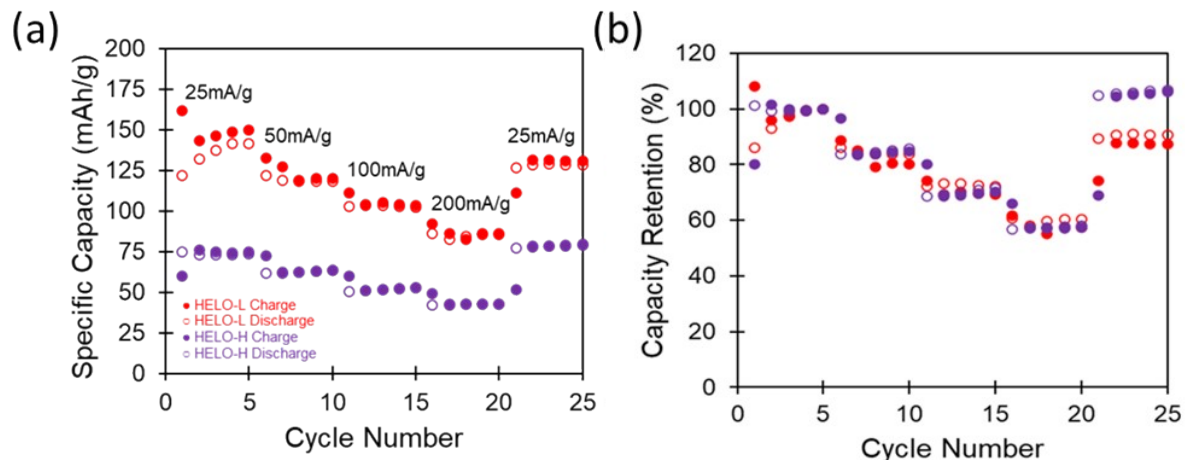 (a)
200
175
150
125
100
75
50
25
0
Specific Capacity (mAh/g)
25mA/g
50mA/g
100mA/g
200mA/g
25mA/g
HELO-L Charge
HELO-L Discharge
HELO-H Charge
HELO-H Discharge
0 5 10 15 20 25
Cycle Number
(b)
120
100
80
60
40
20
0
Capacity Retention (%)
0 5 10 15 20 25
Cycle Number